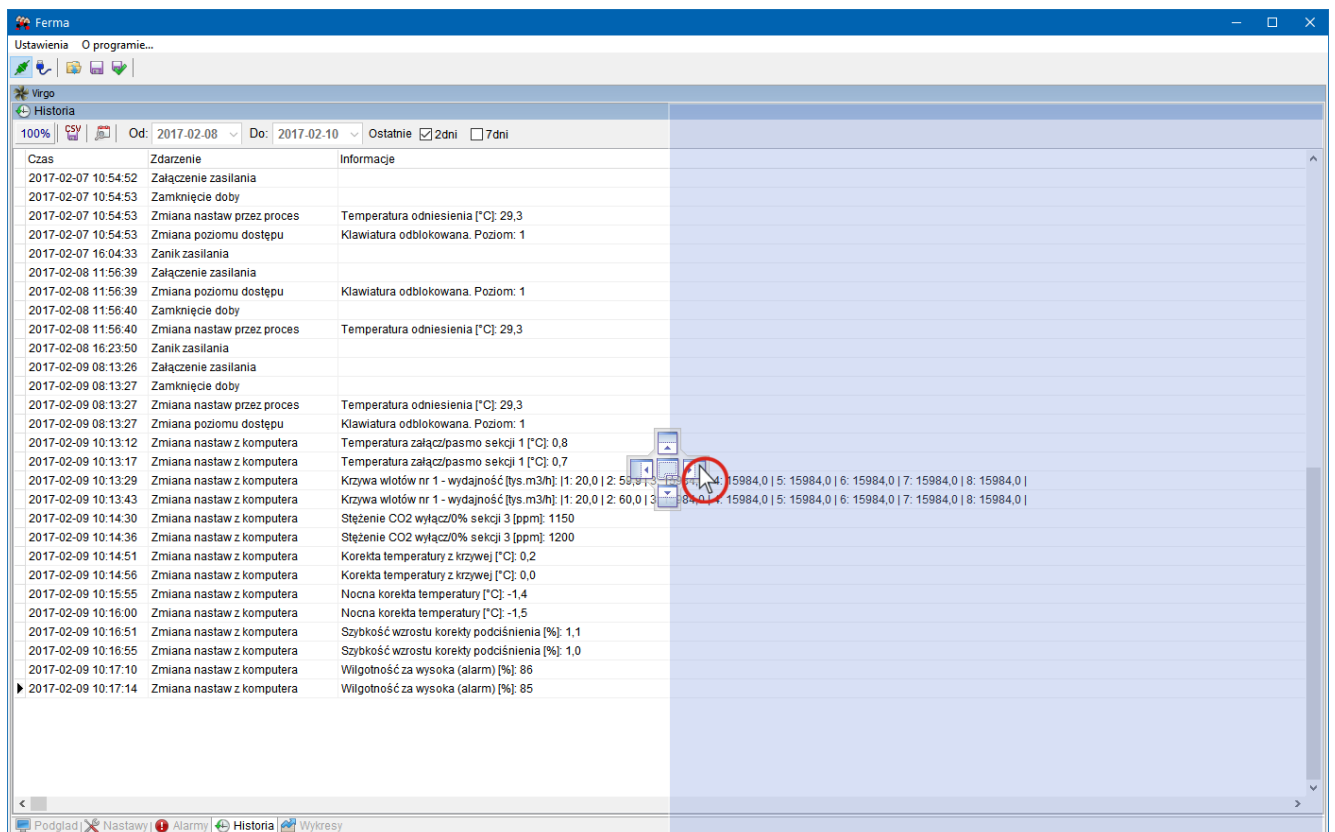 Ferma
Ustawienia O programie...
Virgo
Historia
100% CSV Od: 2017-02-08 Do: 2017-02-10 Ostatnie 2dni 7dni
Czas Zdarzenie Informacje
2017-02-07 10:54:52 Załączenie zasilania
2017-02-07 10:54:53 Zamknięcie doby
2017-02-07 10:54:53 Zmiana nastaw przez proces Temperatura odniesienia [°C]: 29,3
2017-02-07 10:54:53 Zmiana poziomu dostępu Klawiatura odblokowana. Poziom: 1
2017-02-07 16:04:33 Zanik zasilania
2017-02-08 11:56:39 Załączenie zasilania
2017-02-08 11:56:39 Zmiana poziomu dostępu Klawiatura odblokowana. Poziom: 1
2017-02-08 11:56:40 Zamknięcie doby
2017-02-08 11:56:40 Zmiana nastaw przez proces Temperatura odniesienia [°C]: 29,3
2017-02-08 16:23:50 Zanik zasilania
2017-02-09 08:13:26 Załączenie zasilania
2017-02-09 08:13:27 Zamknięcie doby
2017-02-09 08:13:27 Zmiana nastaw przez proces Temperatura odniesienia [°C]: 29,3
2017-02-09 08:13:27 Zmiana poziomu dostępu Klawiatura odblokowana. Poziom: 1
2017-02-09 10:13:12 Zmiana nastaw z komputera Temperatura załącz/pasmo sekcji 1 [°C]: 0,8
2017-02-09 10:13:17 Zmiana nastaw z komputera Temperatura załącz/pasmo sekcji 1 [°C]: 0,7
2017-02-09 10:13:29 Zmiana nastaw z komputera Krzywa wlotów nr 1 - wydajność [tys.m3/h]: |1: 20,0 | 2: 4: 15984,0 | 5: 15984,0 | 6: 15984,0 | 7: 15984,0 | 8: 15984,0 |
2017-02-09 10:13:43 Zmiana nastaw z komputera Krzywa wlotów nr 1 - wydajność [tys.m3/h]: |1: 20,0 | 2: 60,0 | 4: 15984,0 | 5: 15984,0 | 6: 15984,0 | 7: 15984,0 | 8: 15984,0 |
2017-02-09 10:14:30 Zmiana nastaw z komputera Stężenie CO2 wyłącz/0% sekcji 3 [ppm]: 1150
2017-02-09 10:14:36 Zmiana nastaw z komputera Stężenie CO2 wyłącz/0% sekcji 3 [ppm]: 1200
2017-02-09 10:14:51 Zmiana nastaw z komputera Korekta temperatury z krzywej [°C]: 0,2
2017-02-09 10:14:56 Zmiana nastaw z komputera Korekta temperatury z krzywej [°C]: 0,0
2017-02-09 10:15:55 Zmiana nastaw z komputera Nocna korekta temperatury [°C]: -1,4
2017-02-09 10:16:00 Zmiana nastaw z komputera Nocna korekta temperatury [°C]: -1,5
2017-02-09 10:16:51 Zmiana nastaw z komputera Szybkość wzrostu korekty podciśnienia [%]: 1,1
2017-02-09 10:16:55 Zmiana nastaw z komputera Szybkość wzrostu korekty podciśnienia [%]: 1,0
2017-02-09 10:17:10 Zmiana nastaw z komputera Wilgotność za wysoka (alarm) [%]: 86
2017-02-09 10:17:14 Zmiana nastaw z komputera Wilgotność za wysoka (alarm) [%]: 85
Podgląd | Nastawy | Alarmy Historia Wykresy